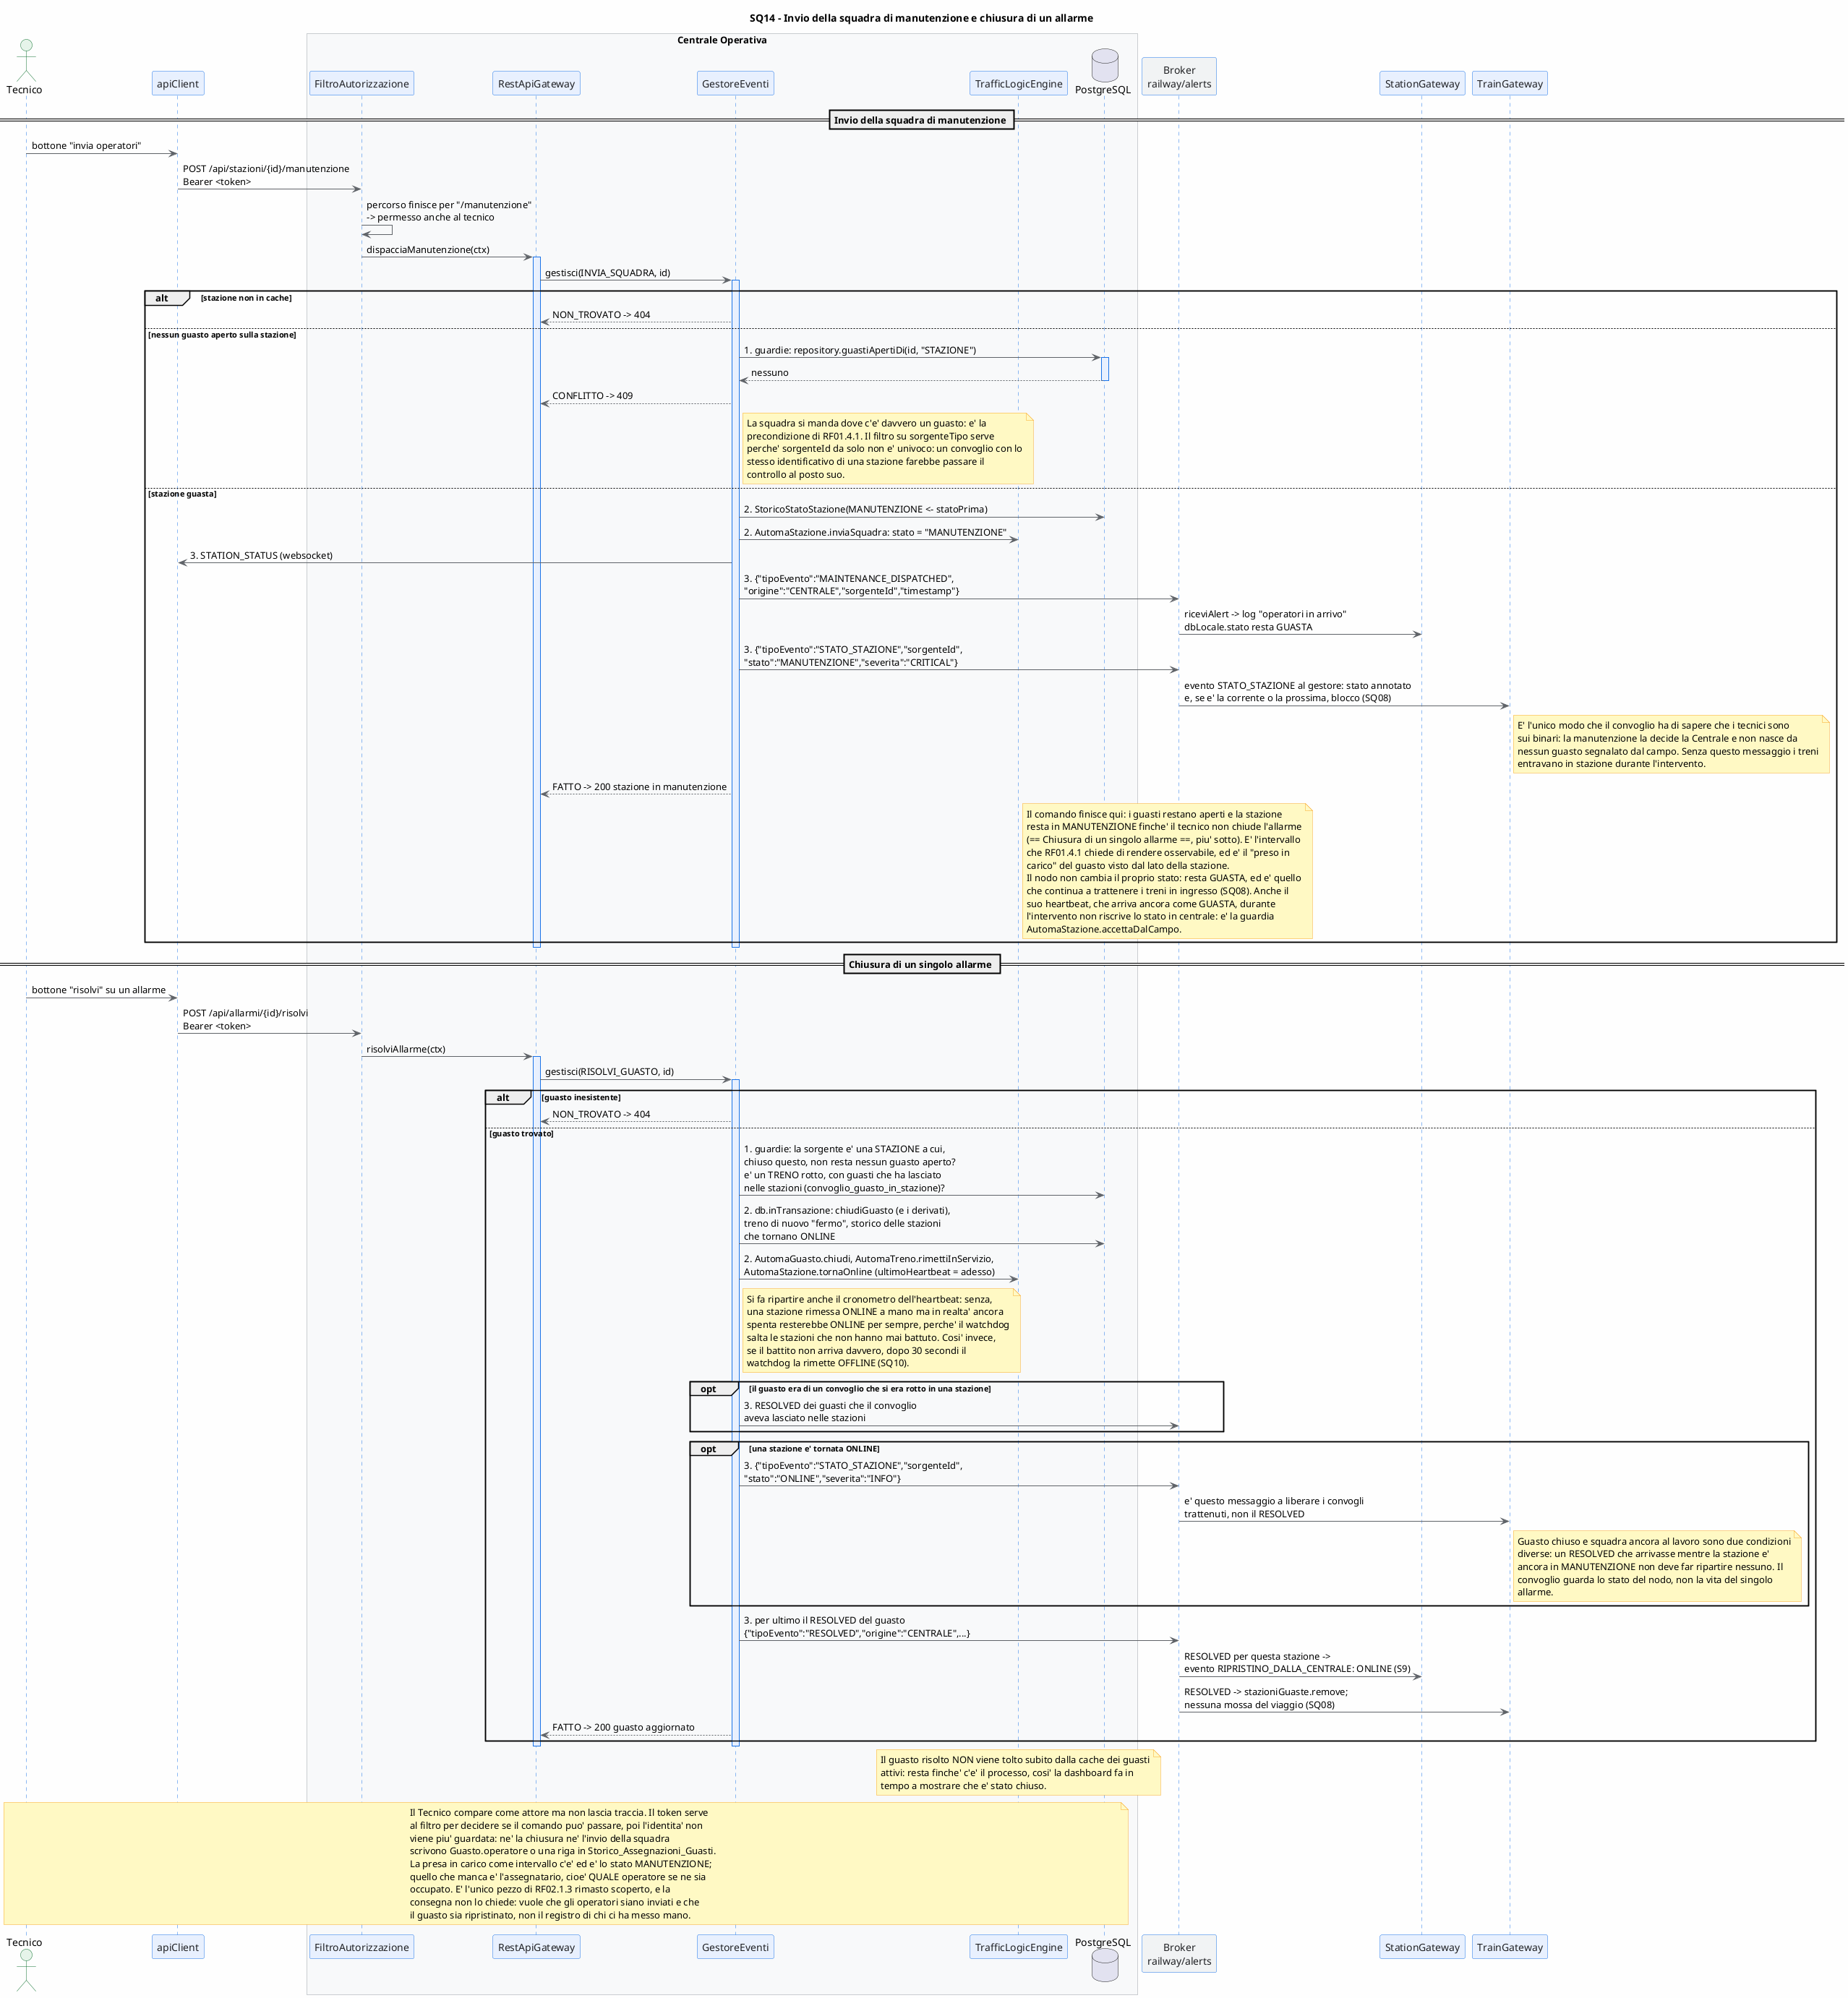 SQ14 - Invio della squadra di manutenzione e chiusura di un allarme
Centrale Operativa
Tecnico
apiClient
FiltroAutorizzazione
RestApiGateway
GestoreEventi
TrafficLogicEngine
PostgreSQL
Broker
railway/alerts
StationGateway
TrainGateway
Invio della squadra di manutenzione
bottone "invia operatori"
POST /api/stazioni/{id}/manutenzione
Bearer <token>
percorso finisce per "/manutenzione"
-> permesso anche al tecnico
dispacciaManutenzione(ctx)
gestisci(INVIA_SQUADRA, id)
alt [stazione non in cache]
NON_TROVATO -> 404
[nessun guasto aperto sulla stazione]
1. guardie: repository.guastiApertiDi(id, "STAZIONE")
nessuno
CONFLITTO -> 409
La squadra si manda dove c'e' davvero un guasto: e' la
precondizione di RF01.4.1. Il filtro su sorgenteTipo serve
perche' sorgenteId da solo non e' univoco: un convoglio con lo
stesso identificativo di una stazione farebbe passare il
controllo al posto suo.
[stazione guasta]
2. StoricoStatoStazione(MANUTENZIONE <- statoPrima)
2. AutomaStazione.inviaSquadra: stato = "MANUTENZIONE"
3. STATION_STATUS (websocket)
3. {"tipoEvento":"MAINTENANCE_DISPATCHED",
"origine":"CENTRALE","sorgenteId","timestamp"}
riceviAlert -> log "operatori in arrivo"
dbLocale.stato resta GUASTA
3. {"tipoEvento":"STATO_STAZIONE","sorgenteId",
"stato":"MANUTENZIONE","severita":"CRITICAL"}
evento STATO_STAZIONE al gestore: stato annotato
e, se e' la corrente o la prossima, blocco (SQ08)
E' l'unico modo che il convoglio ha di sapere che i tecnici sono
sui binari: la manutenzione la decide la Centrale e non nasce da
nessun guasto segnalato dal campo. Senza questo messaggio i treni
entravano in stazione durante l'intervento.
FATTO -> 200 stazione in manutenzione
Il comando finisce qui: i guasti restano aperti e la stazione
resta in MANUTENZIONE finche' il tecnico non chiude l'allarme
(== Chiusura di un singolo allarme ==, piu' sotto). E' l'intervallo
che RF01.4.1 chiede di rendere osservabile, ed e' il "preso in
carico" del guasto visto dal lato della stazione.
Il nodo non cambia il proprio stato: resta GUASTA, ed e' quello
che continua a trattenere i treni in ingresso (SQ08). Anche il
suo heartbeat, che arriva ancora come GUASTA, durante
l'intervento non riscrive lo stato in centrale: e' la guardia
AutomaStazione.accettaDalCampo.
Chiusura di un singolo allarme
bottone "risolvi" su un allarme
POST /api/allarmi/{id}/risolvi
Bearer <token>
risolviAllarme(ctx)
gestisci(RISOLVI_GUASTO, id)
alt [guasto inesistente]
NON_TROVATO -> 404
[guasto trovato]
1. guardie: la sorgente e' una STAZIONE a cui,
chiuso questo, non resta nessun guasto aperto?
e' un TRENO rotto, con guasti che ha lasciato
nelle stazioni (convoglio_guasto_in_stazione)?
2. db.inTransazione: chiudiGuasto (e i derivati),
treno di nuovo "fermo", storico delle stazioni
che tornano ONLINE
2. AutomaGuasto.chiudi, AutomaTreno.rimettiInServizio,
AutomaStazione.tornaOnline (ultimoHeartbeat = adesso)
Si fa ripartire anche il cronometro dell'heartbeat: senza,
una stazione rimessa ONLINE a mano ma in realta' ancora
spenta resterebbe ONLINE per sempre, perche' il watchdog
salta le stazioni che non hanno mai battuto. Cosi' invece,
se il battito non arriva davvero, dopo 30 secondi il
watchdog la rimette OFFLINE (SQ10).
opt [il guasto era di un convoglio che si era rotto in una stazione]
3. RESOLVED dei guasti che il convoglio
aveva lasciato nelle stazioni
opt [una stazione e' tornata ONLINE]
3. {"tipoEvento":"STATO_STAZIONE","sorgenteId",
"stato":"ONLINE","severita":"INFO"}
e' questo messaggio a liberare i convogli
trattenuti, non il RESOLVED
Guasto chiuso e squadra ancora al lavoro sono due condizioni
diverse: un RESOLVED che arrivasse mentre la stazione e'
ancora in MANUTENZIONE non deve far ripartire nessuno. Il
convoglio guarda lo stato del nodo, non la vita del singolo
allarme.
3. per ultimo il RESOLVED del guasto
{"tipoEvento":"RESOLVED","origine":"CENTRALE",...}
RESOLVED per questa stazione ->
evento RIPRISTINO_DALLA_CENTRALE: ONLINE (S9)
RESOLVED -> stazioniGuaste.remove;
nessuna mossa del viaggio (SQ08)
FATTO -> 200 guasto aggiornato
Il guasto risolto NON viene tolto subito dalla cache dei guasti
attivi: resta finche' c'e' il processo, cosi' la dashboard fa in
tempo a mostrare che e' stato chiuso.
Il Tecnico compare come attore ma non lascia traccia. Il token serve
al filtro per decidere se il comando puo' passare, poi l'identita' non
viene piu' guardata: ne' la chiusura ne' l'invio della squadra
scrivono Guasto.operatore o una riga in Storico_Assegnazioni_Guasti.
La presa in carico come intervallo c'e' ed e' lo stato MANUTENZIONE;
quello che manca e' l'assegnatario, cioe' QUALE operatore se ne sia
occupato. E' l'unico pezzo di RF02.1.3 rimasto scoperto, e la
consegna non lo chiede: vuole che gli operatori siano inviati e che
il guasto sia ripristinato, non il registro di chi ci ha messo mano.
Tecnico
apiClient
FiltroAutorizzazione
RestApiGateway
GestoreEventi
TrafficLogicEngine
PostgreSQL
Broker
railway/alerts
StationGateway
TrainGateway